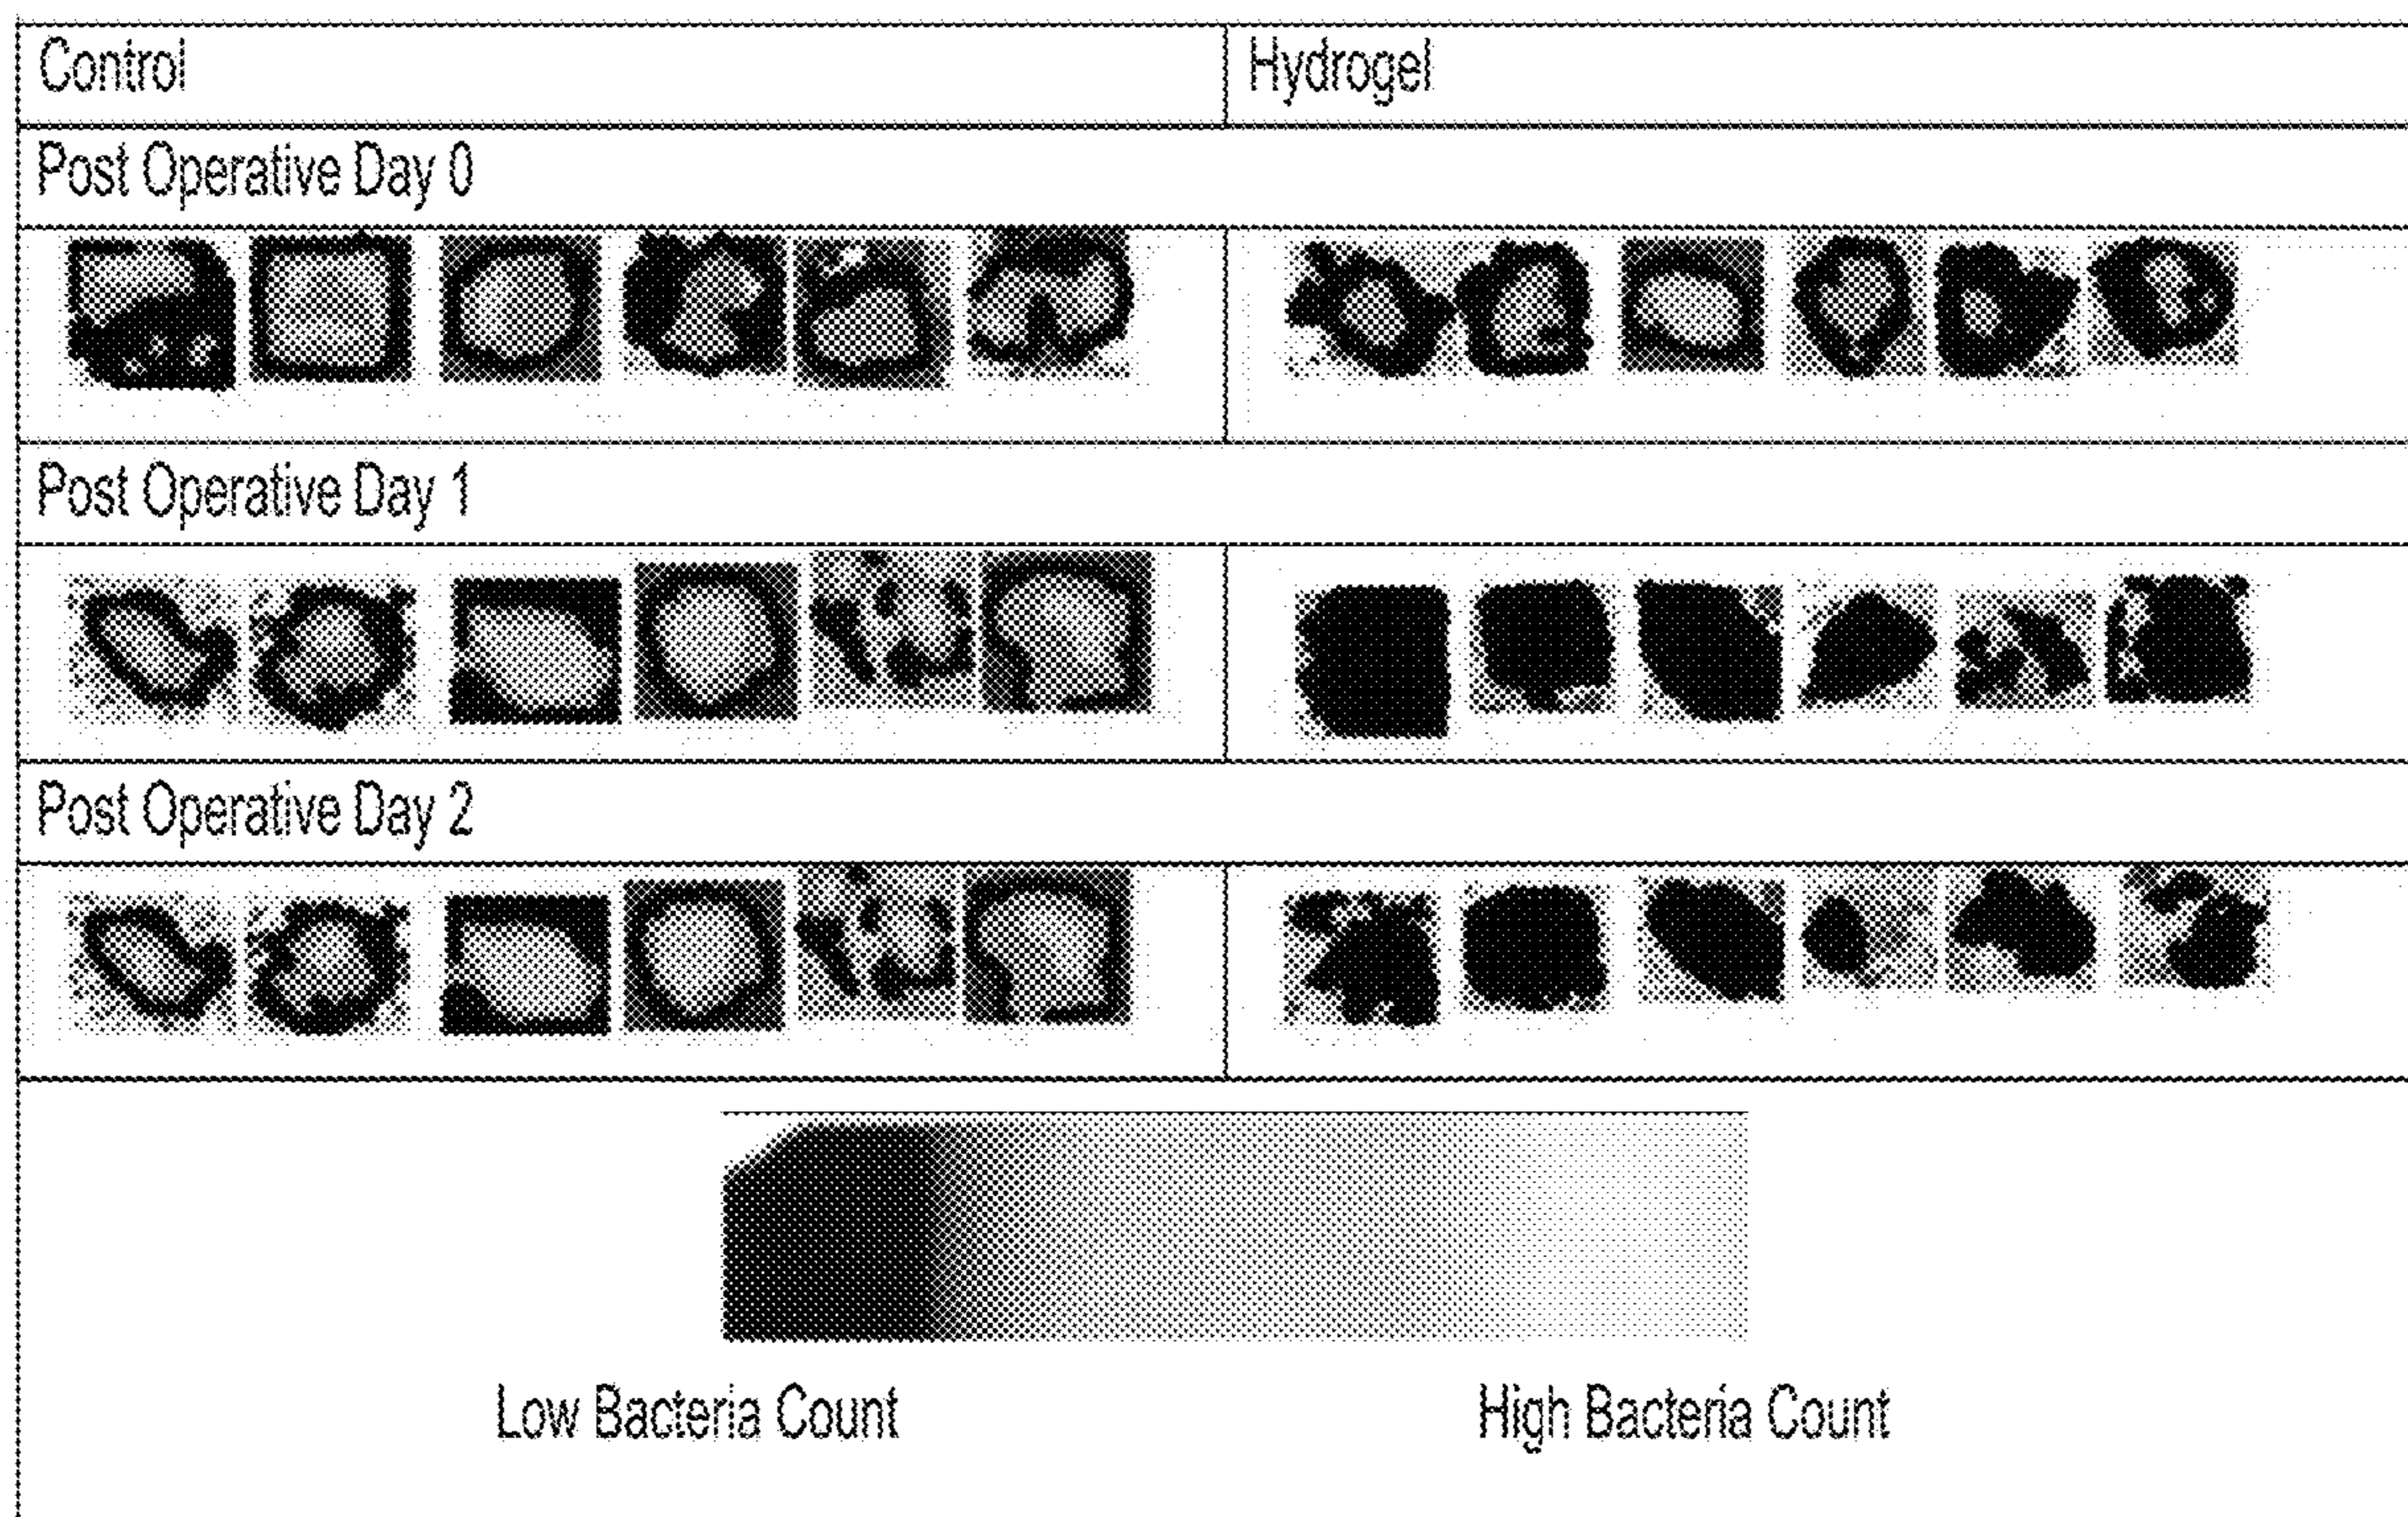 Control
Hydrogel
Post Operative Day 0
Post Operative Day 1
Post Operative Day 2
Low Bacteria Count
High Bacteria Count